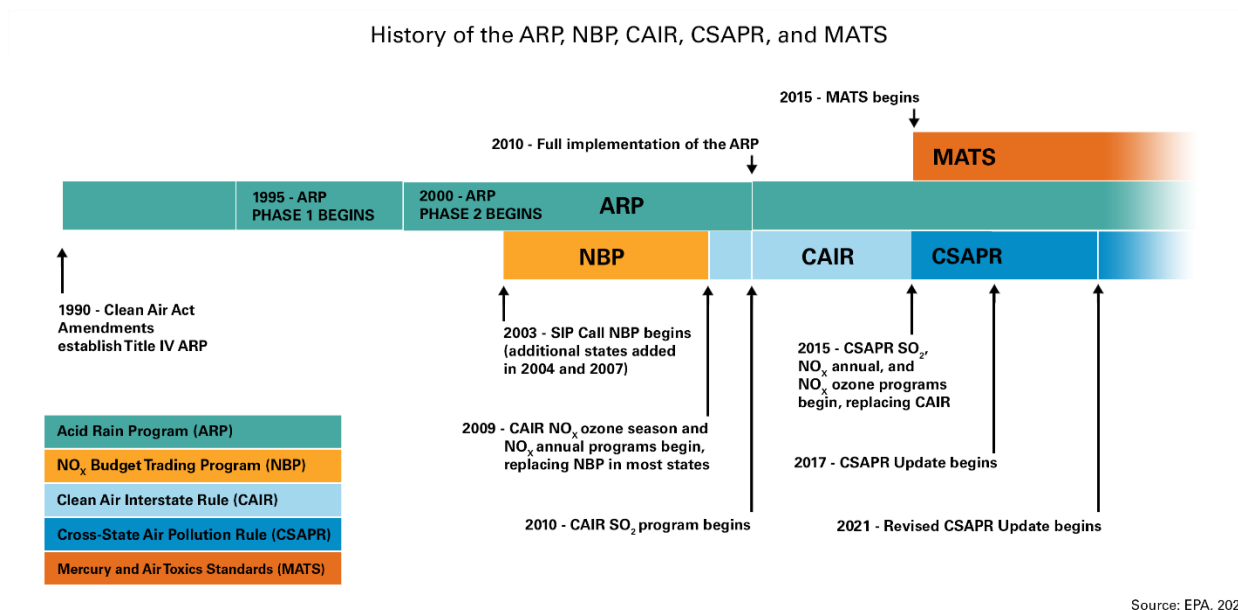 History of the ARP, NBP, CAIR, CSAPR, and MATS
2015 - MATS begins
2010 - Full implementation of the ARP
MATS
1995 - ARP
PHASE 1 BEGINS
2000 - ARP
PHASE 2 BEGINS
ARP
NBP
CAIR
CSAPR
1990 - Clean Air Act
Amendments
establish Title IV ARP
2003 - SIP Call NBP begins
(additional states added
in 2004 and 2007)
2015 - CSAPR SO₂,
NOₓ annual, and
NOₓ ozone programs
begin, replacing CAIR
2009 - CAIR NOₓ ozone season and
NOₓ annual programs begin,
replacing NBP in most states
2017 - CSAPR Update begins
2010 - CAIR SO₂ program begins
2021 - Revised CSAPR Update begins
Acid Rain Program (ARP)
NOₓ Budget Trading Program (NBP)
Clean Air Interstate Rule (CAIR)
Cross-State Air Pollution Rule (CSAPR)
Mercury and Air Toxics Standards (MATS)
Source: EPA,